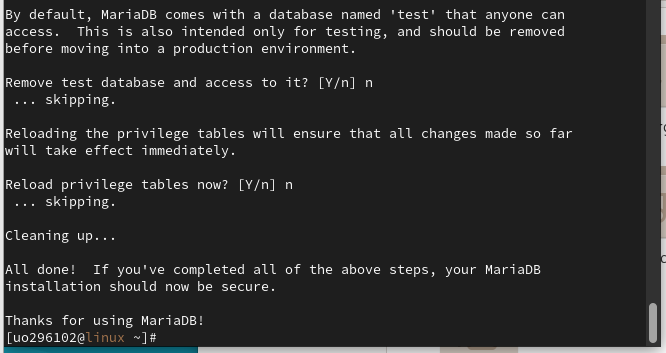 By default, MariaDB comes with a database named 'test' that anyone can
access.  This is also intended only for testing, and should be removed
before moving into a production environment.
Remove test database and access to it? [Y/n] n
 ... skipping.
Reloading the privilege tables will ensure that all changes made so far
will take effect immediately.
Reload privilege tables now? [Y/n] n
 ... skipping.
Cleaning up...
All done!  If you've completed all of the above steps, your MariaDB
installation should now be secure.
Thanks for using MariaDB!
[uo296102@linux ~]#